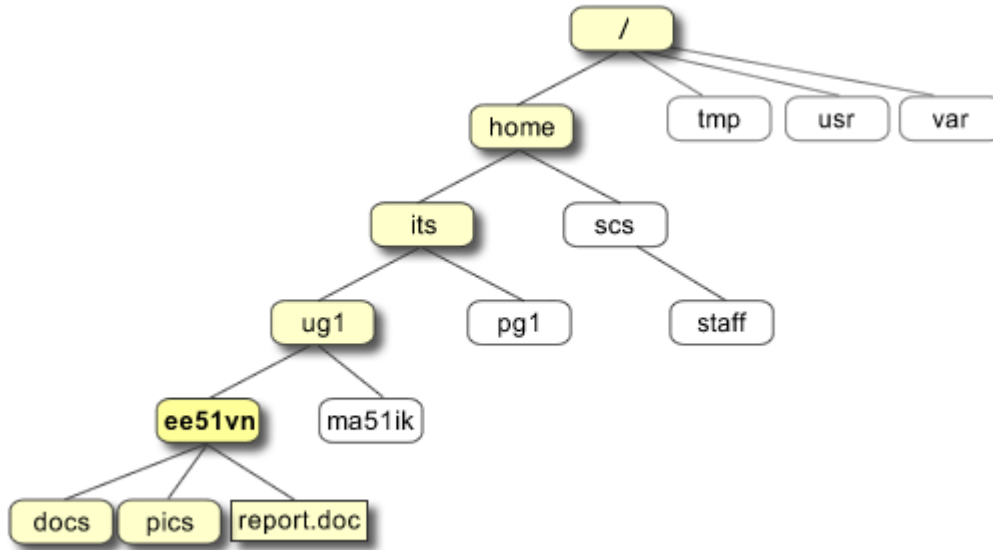 /
home
tmp
usr
var
its
scs
ug1
pg1
staff
ee51vn
ma51ik
docs
pics
report.doc